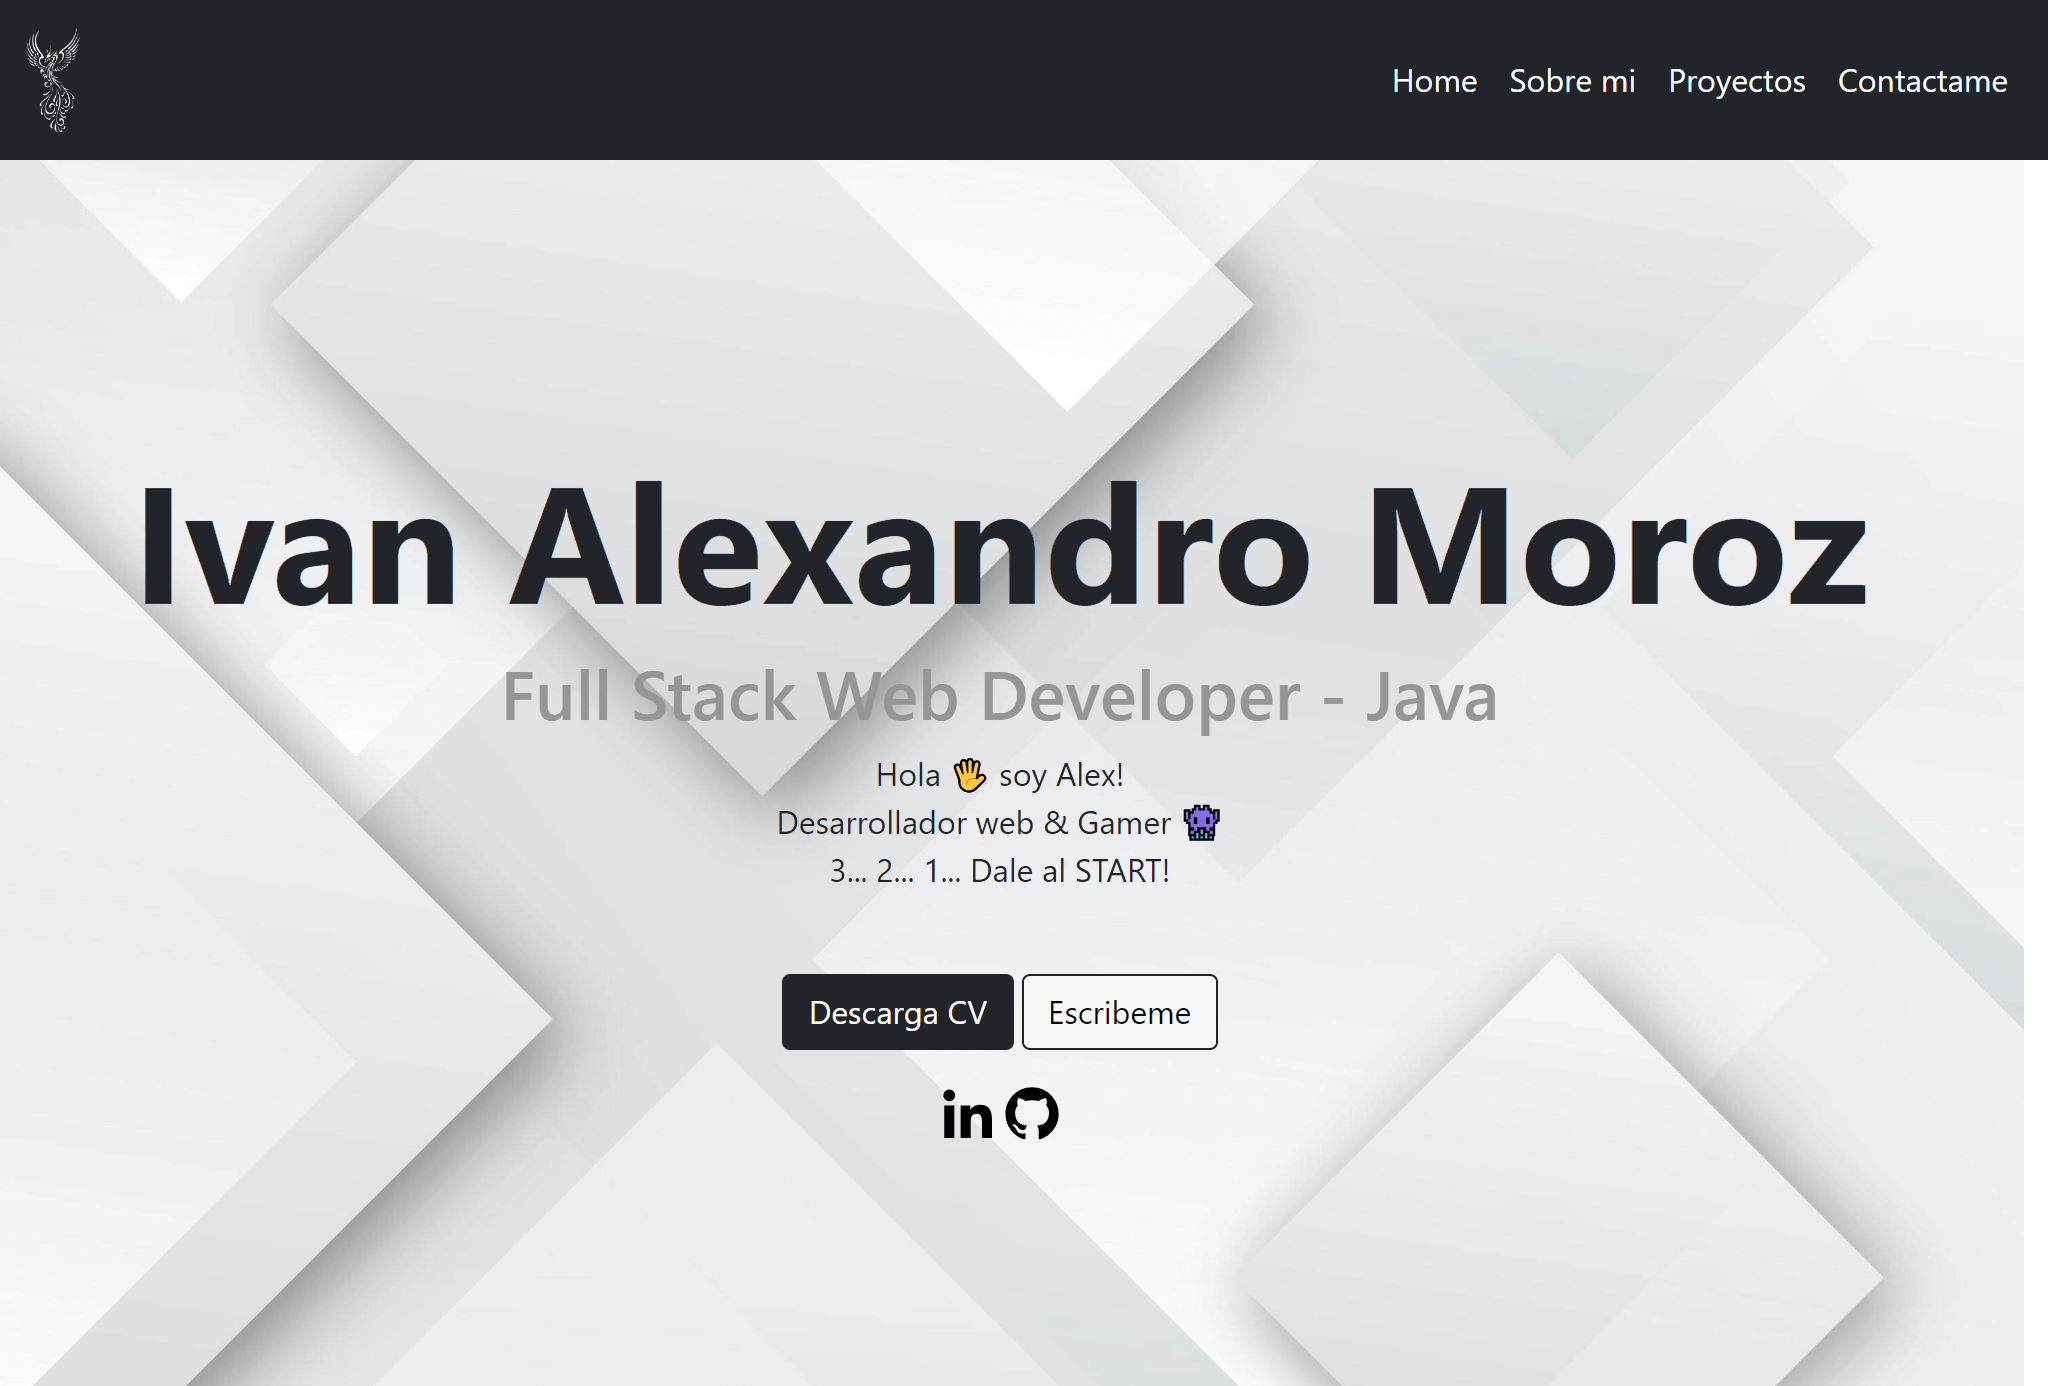 Home Sobre mi Proyectos Contactame
Ivan Alexandro Moroz
Full Stack Web Developer - Java
Hola 🖐 soy Alex!
Desarrollador web & Gamer 👾
3... 2... 1... Dale al START!
Descarga CV Escribeme
in